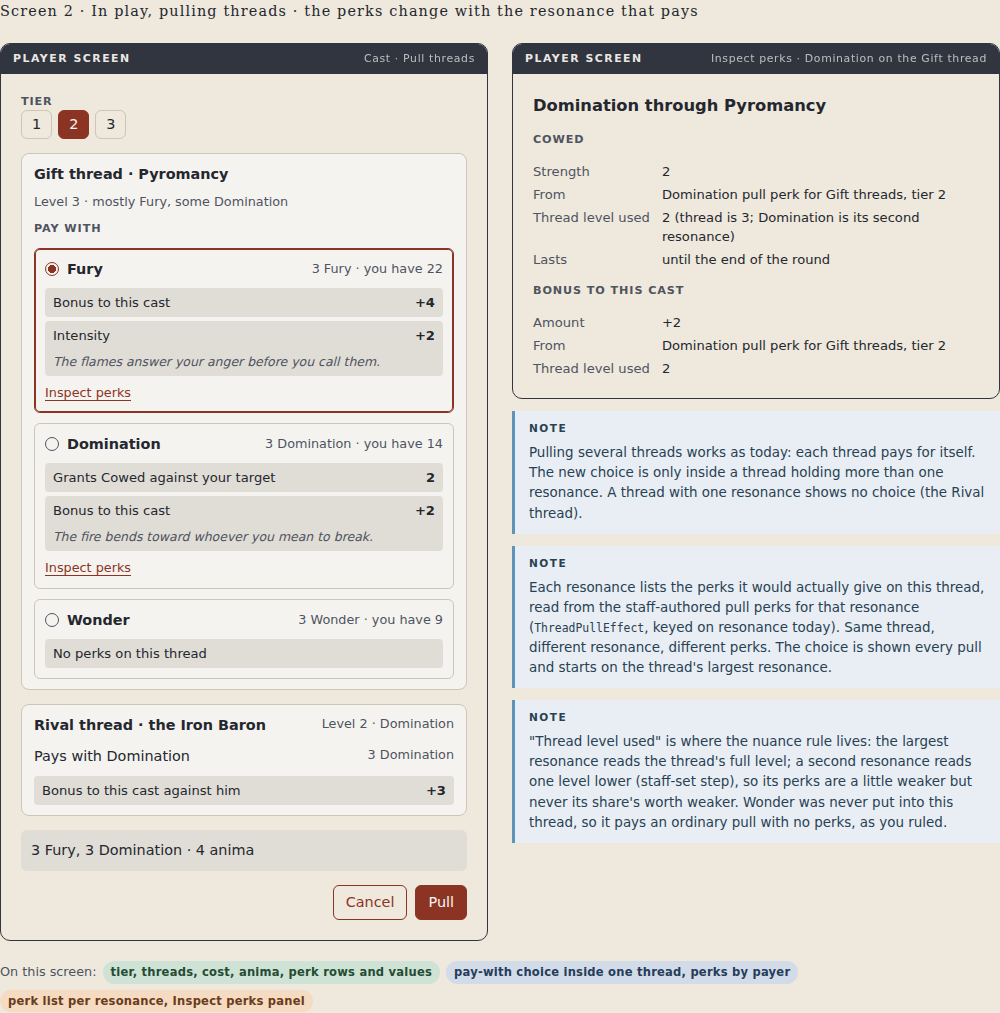 Screen 2 · In play, pulling threads · the perks change with the resonance that pays
PLAYER SCREEN
Cast · Pull threads
TIER
1
2
3
Gift thread · Pyromancy
Level 3 · mostly Fury, some Domination
PAY WITH
Fury
3 Fury · you have 22
Bonus to this cast
+4
Intensity
+2
The flames answer your anger before you call them.
Inspect perks
Domination
3 Domination · you have 14
Grants Cowed against your target
2
Bonus to this cast
+2
The fire bends toward whoever you mean to break.
Inspect perks
Wonder
3 Wonder · you have 9
No perks on this thread
Rival thread · the Iron Baron
Level 2 · Domination
Pays with Domination
3 Domination
Bonus to this cast against him
+3
3 Fury, 3 Domination · 4 anima
Cancel
Pull
PLAYER SCREEN
Inspect perks · Domination on the Gift thread
Domination through Pyromancy
COWED
Strength
2
From
Domination pull perk for Gift threads, tier 2
Thread level used
2 (thread is 3; Domination is its second
resonance)
Lasts
until the end of the round
BONUS TO THIS CAST
Amount
+2
From
Domination pull perk for Gift threads, tier 2
Thread level used
2
NOTE
Pulling several threads works as today: each thread pays for itself.
The new choice is only inside a thread holding more than one
resonance. A thread with one resonance shows no choice (the Rival
thread).
NOTE
Each resonance lists the perks it would actually give on this thread,
read from the staff-authored pull perks for that resonance
(ThreadPullEffect, keyed on resonance today). Same thread,
different resonance, different perks. The choice is shown every pull
and starts on the thread's largest resonance.
NOTE
"Thread level used" is where the nuance rule lives: the largest
resonance reads the thread's full level; a second resonance reads
one level lower (staff-set step), so its perks are a little weaker but
never its share's worth weaker. Wonder was never put into this
thread, so it pays an ordinary pull with no perks, as you ruled.
On this screen:
tier, threads, cost, anima, perk rows and values
pay-with choice inside one thread, perks by payer
perk list per resonance, Inspect perks panel